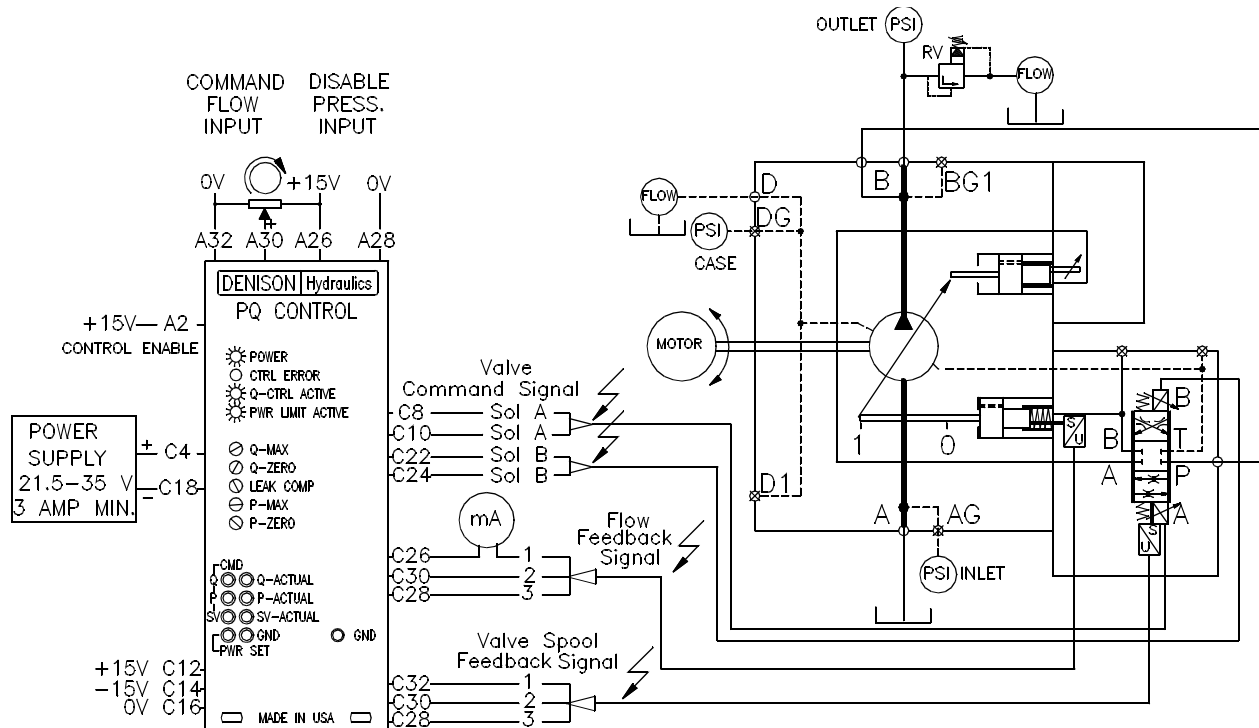 OUTLET PSI
RV
FLOW
COMMAND FLOW INPUT
DISABLE PRESS. INPUT
0V +15V 0V
A32 A30 A26 A28
DENISON Hydraulics
PQ CONTROL
+15V A2
CONTROL ENABLE
POWER
CTRL ERROR
Q-CTRL ACTIVE
PWR LIMIT ACTIVE
POWER SUPPLY
21.5-35 V
3 AMP MIN.
+ C4
- C18
Q-MAX
Q-ZERO
LEAK COMP
P-MAX
P-ZERO
CMD
Q Q-ACTUAL
P P-ACTUAL
SV SV-ACTUAL
GND GND
PWR SET
+15V C12
-15V C14
0V C16
MADE IN USA
Valve
Command Signal
C8 Sol A
C10 Sol A
C22 Sol B
C24 Sol B
mA
Flow
Feedback
Signal
C26 1
C30 2
C28 3
Valve Spool
Feedback Signal
C32 1
C30 2
C28 3
FLOW
D
DG
PSI
CASE
B
BG1
MOTOR
1 0
S
U
D1
A
AG
PSI INLET
B
B T
A P
A
S
U